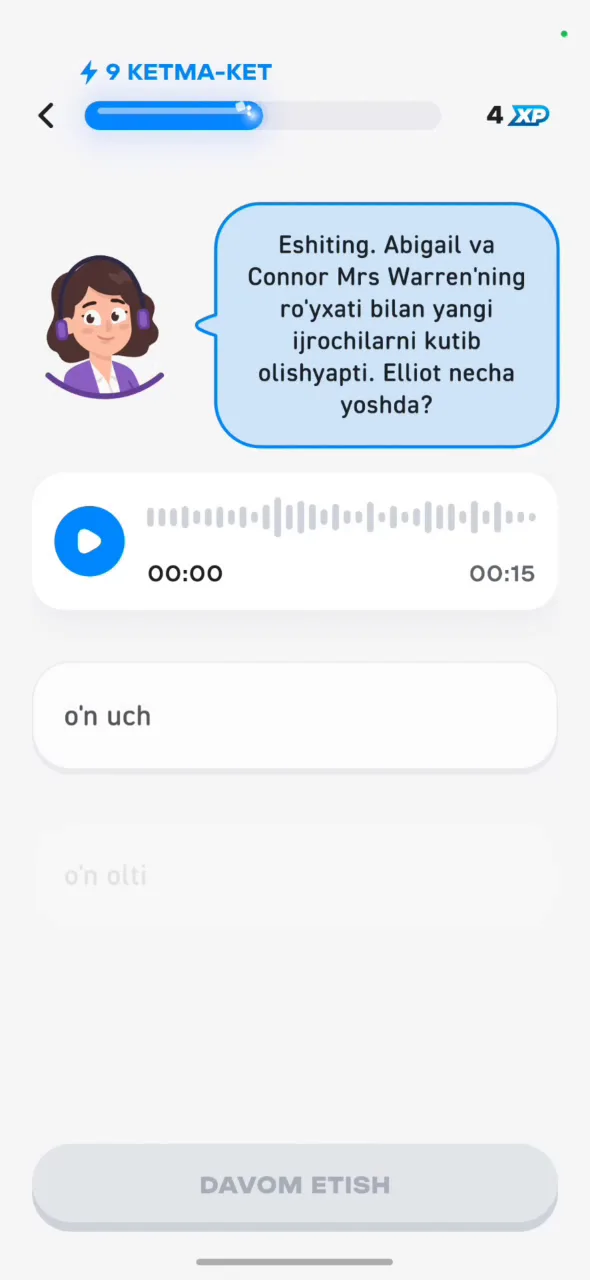 9 KETMA-KET
4 XP
Eshiting. Abigail va
Connor Mrs Warren'ning
ro'yxati bilan yangi
ijrochilarni kutib
olishyapti. Elliot necha
yoshda?
00:00
00:15
o'n uch
o'n olti
DAVOM ETISH